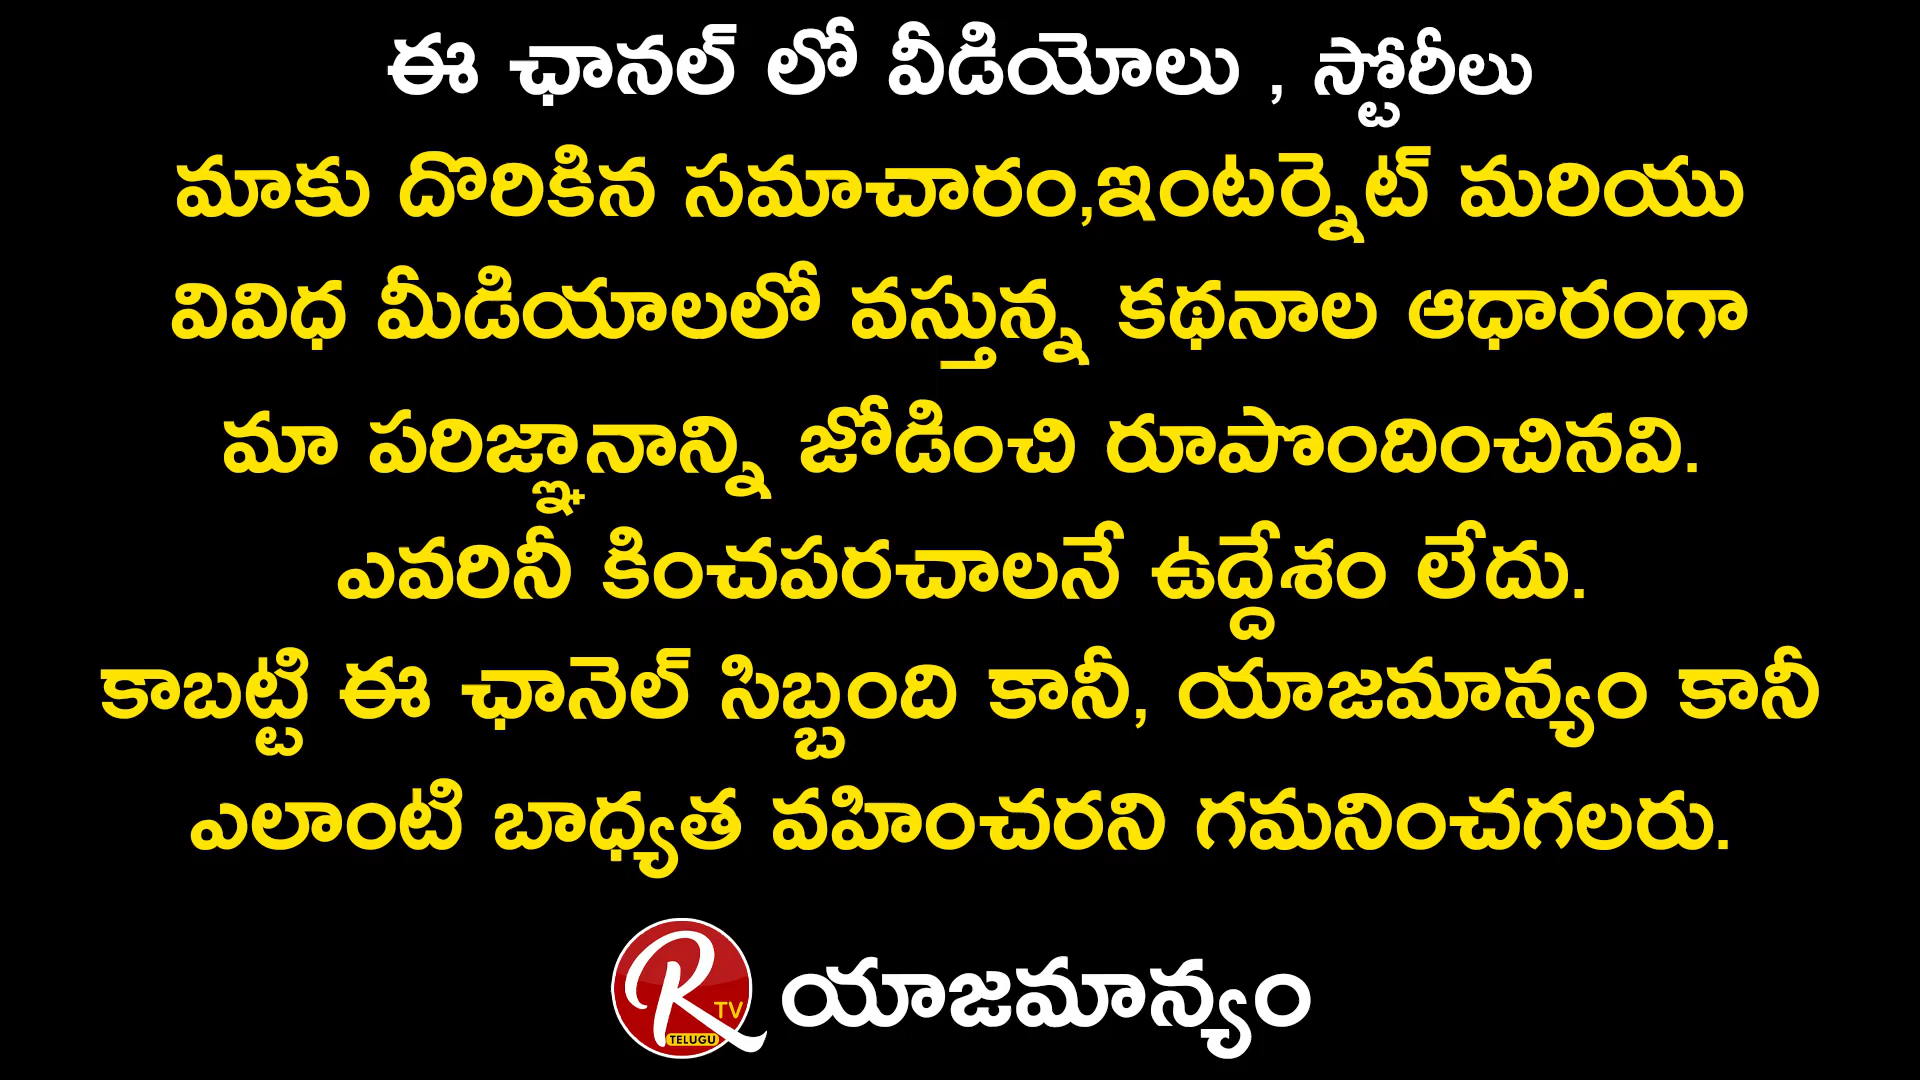 ఈ ఛానల్ లో వీడియోలు , స్టోరీలు
మాకు దొరికిన సమాచారం,ఇంటర్నెట్ మరియు
వివిధ మీడియాలలో వస్తున్న కథనాల ఆధారంగా
మా పరిజ్ఞానాన్ని జోడించి రూపొందించినవి.
ఎవరినీ కించపరచాలనే ఉద్దేశం లేదు.
కాబట్టి ఈ ఛానెల్ సిబ్బంది కానీ, యాజమాన్యం కానీ
ఎలాంటి బాధ్యత వహించరని గమనించగలరు.
R TV TELUGU యాజమాన్యం